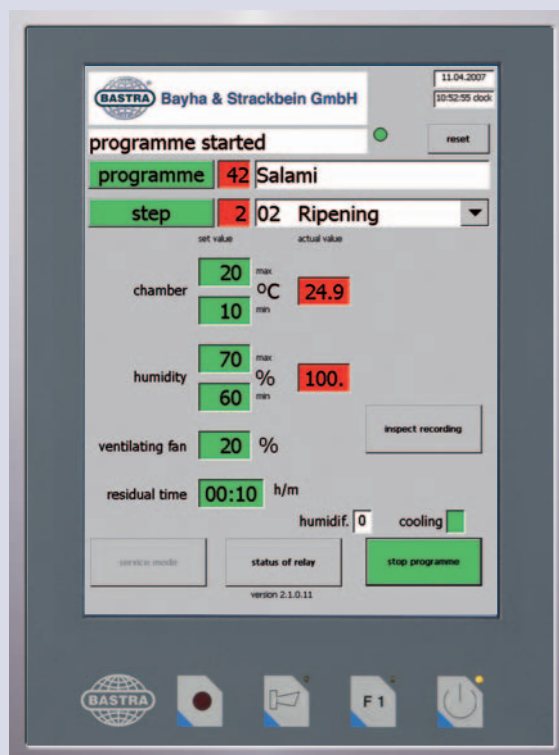 BASTRA Bayha & Strackbein GmbH
11.04.2007
10:52:55 clock
programme started
reset
programme 42 Salami
step 2 02 Ripening
set value actual value
chamber 20 max °C 24.9
10 min
humidity 70 max % 100.
60 min
inspect recording
ventilating fan 20 %
residual time 00:10 h/m
humidif. 0 cooling
service mode status of relay stop programme
version 2.1.0.11
BASTRA F 1